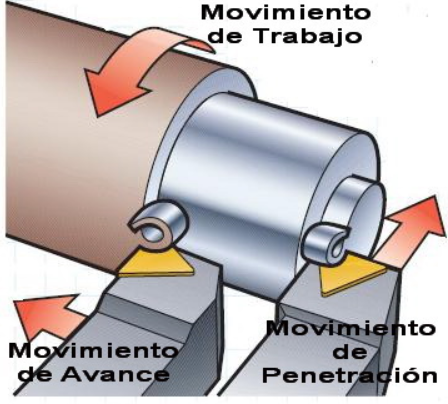 Movimiento
de Trabajo
Movimiento
de Avance
Movimiento
de
Penetración